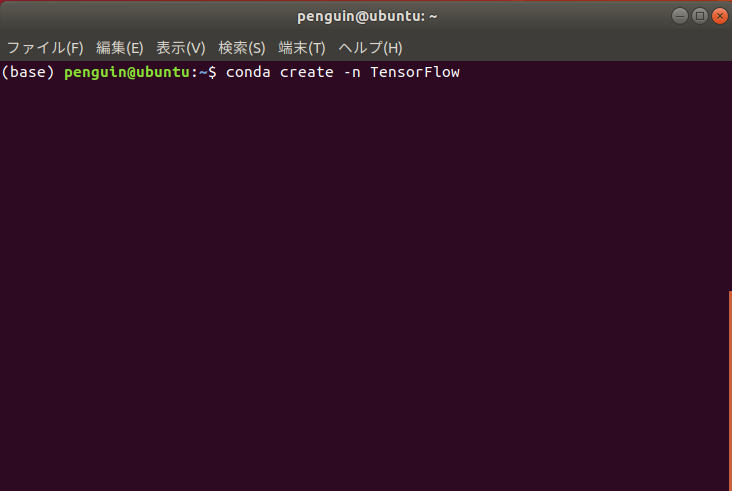 penguin@ubuntu: ~
ファイル(F) 編集(E) 表示(V) 検索(S) 端末(T) ヘルプ(H)
(base) penguin@ubuntu:~$ conda create -n TensorFlow